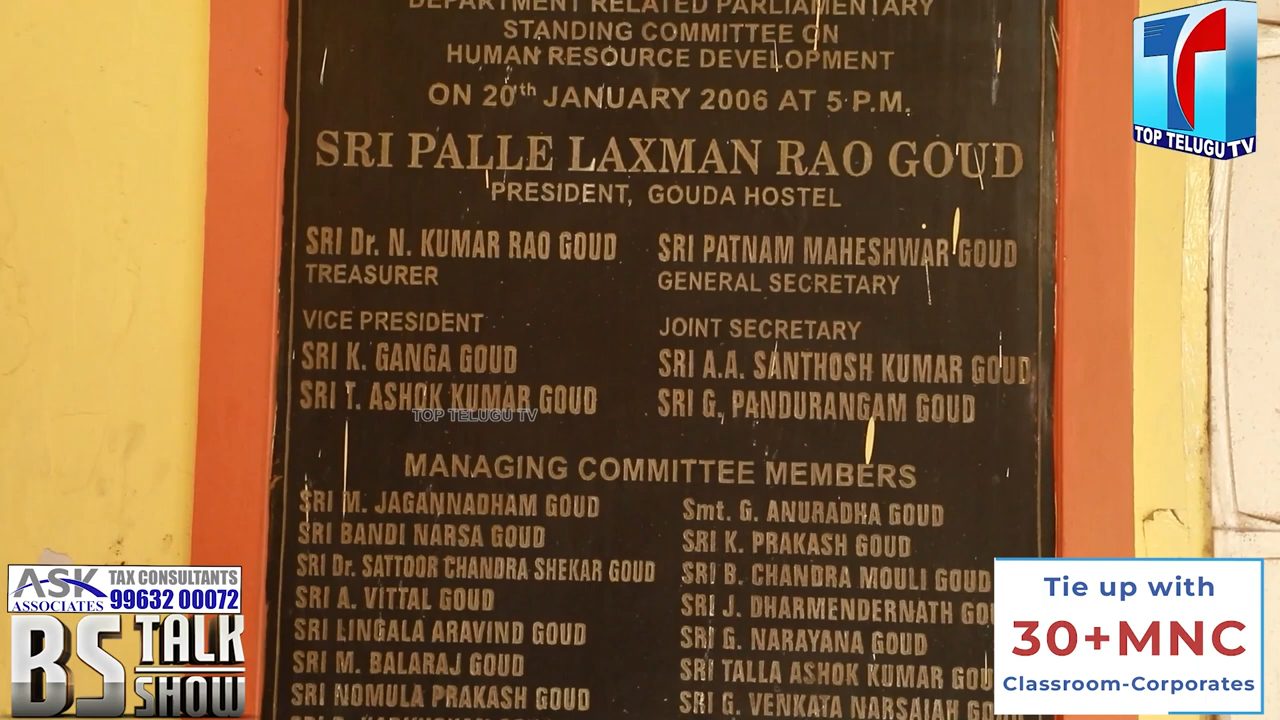 DEPARTMENT RELATED PARLIAMENTARY
STANDING COMMITTEE ON
HUMAN RESOURCE DEVELOPMENT
ON 20th JANUARY 2006 AT 5 P.M.
SRI PALLE LAXMAN RAO GOUD
PRESIDENT, GOUDA HOSTEL
SRI Dr. N. KUMAR RAO GOUD
TREASURER
SRI PATNAM MAHESHWAR GOUD
GENERAL SECRETARY
VICE PRESIDENT
SRI K. GANGA GOUD
SRI T. ASHOK KUMAR GOUD
JOINT SECRETARY
SRI A.A. SANTHOSH KUMAR GOUD
SRI G. PANDURANGAM GOUD
TOP TELUGU TV
MANAGING COMMITTEE MEMBERS
SRI M. JAGANNADHAM GOUD
SRI BANDI NARSA GOUD
SRI Dr. SATTOOR CHANDRA SHEKAR GOUD
SRI A. VITTAL GOUD
SRI LINGALA ARAVIND GOUD
SRI M. BALARAJ GOUD
SRI NOMULA PRAKASH GOUD
Smt. G. ANURADHA GOUD
SRI K. PRAKASH GOUD
SRI B. CHANDRA MOULI GOUD
SRI J. DHARMENDERNATH
SRI G. NARAYANA GOUD
SRI TALLA ASHOK KUMAR
SRI G. VENKATA NARSAIAH
TOP TELUGU TV
ASK TAX CONSULTANTS
ASSOCIATES 99632 00072
BS TALK
SHOW
Tie up with
30+MNC
Classroom-Corporates